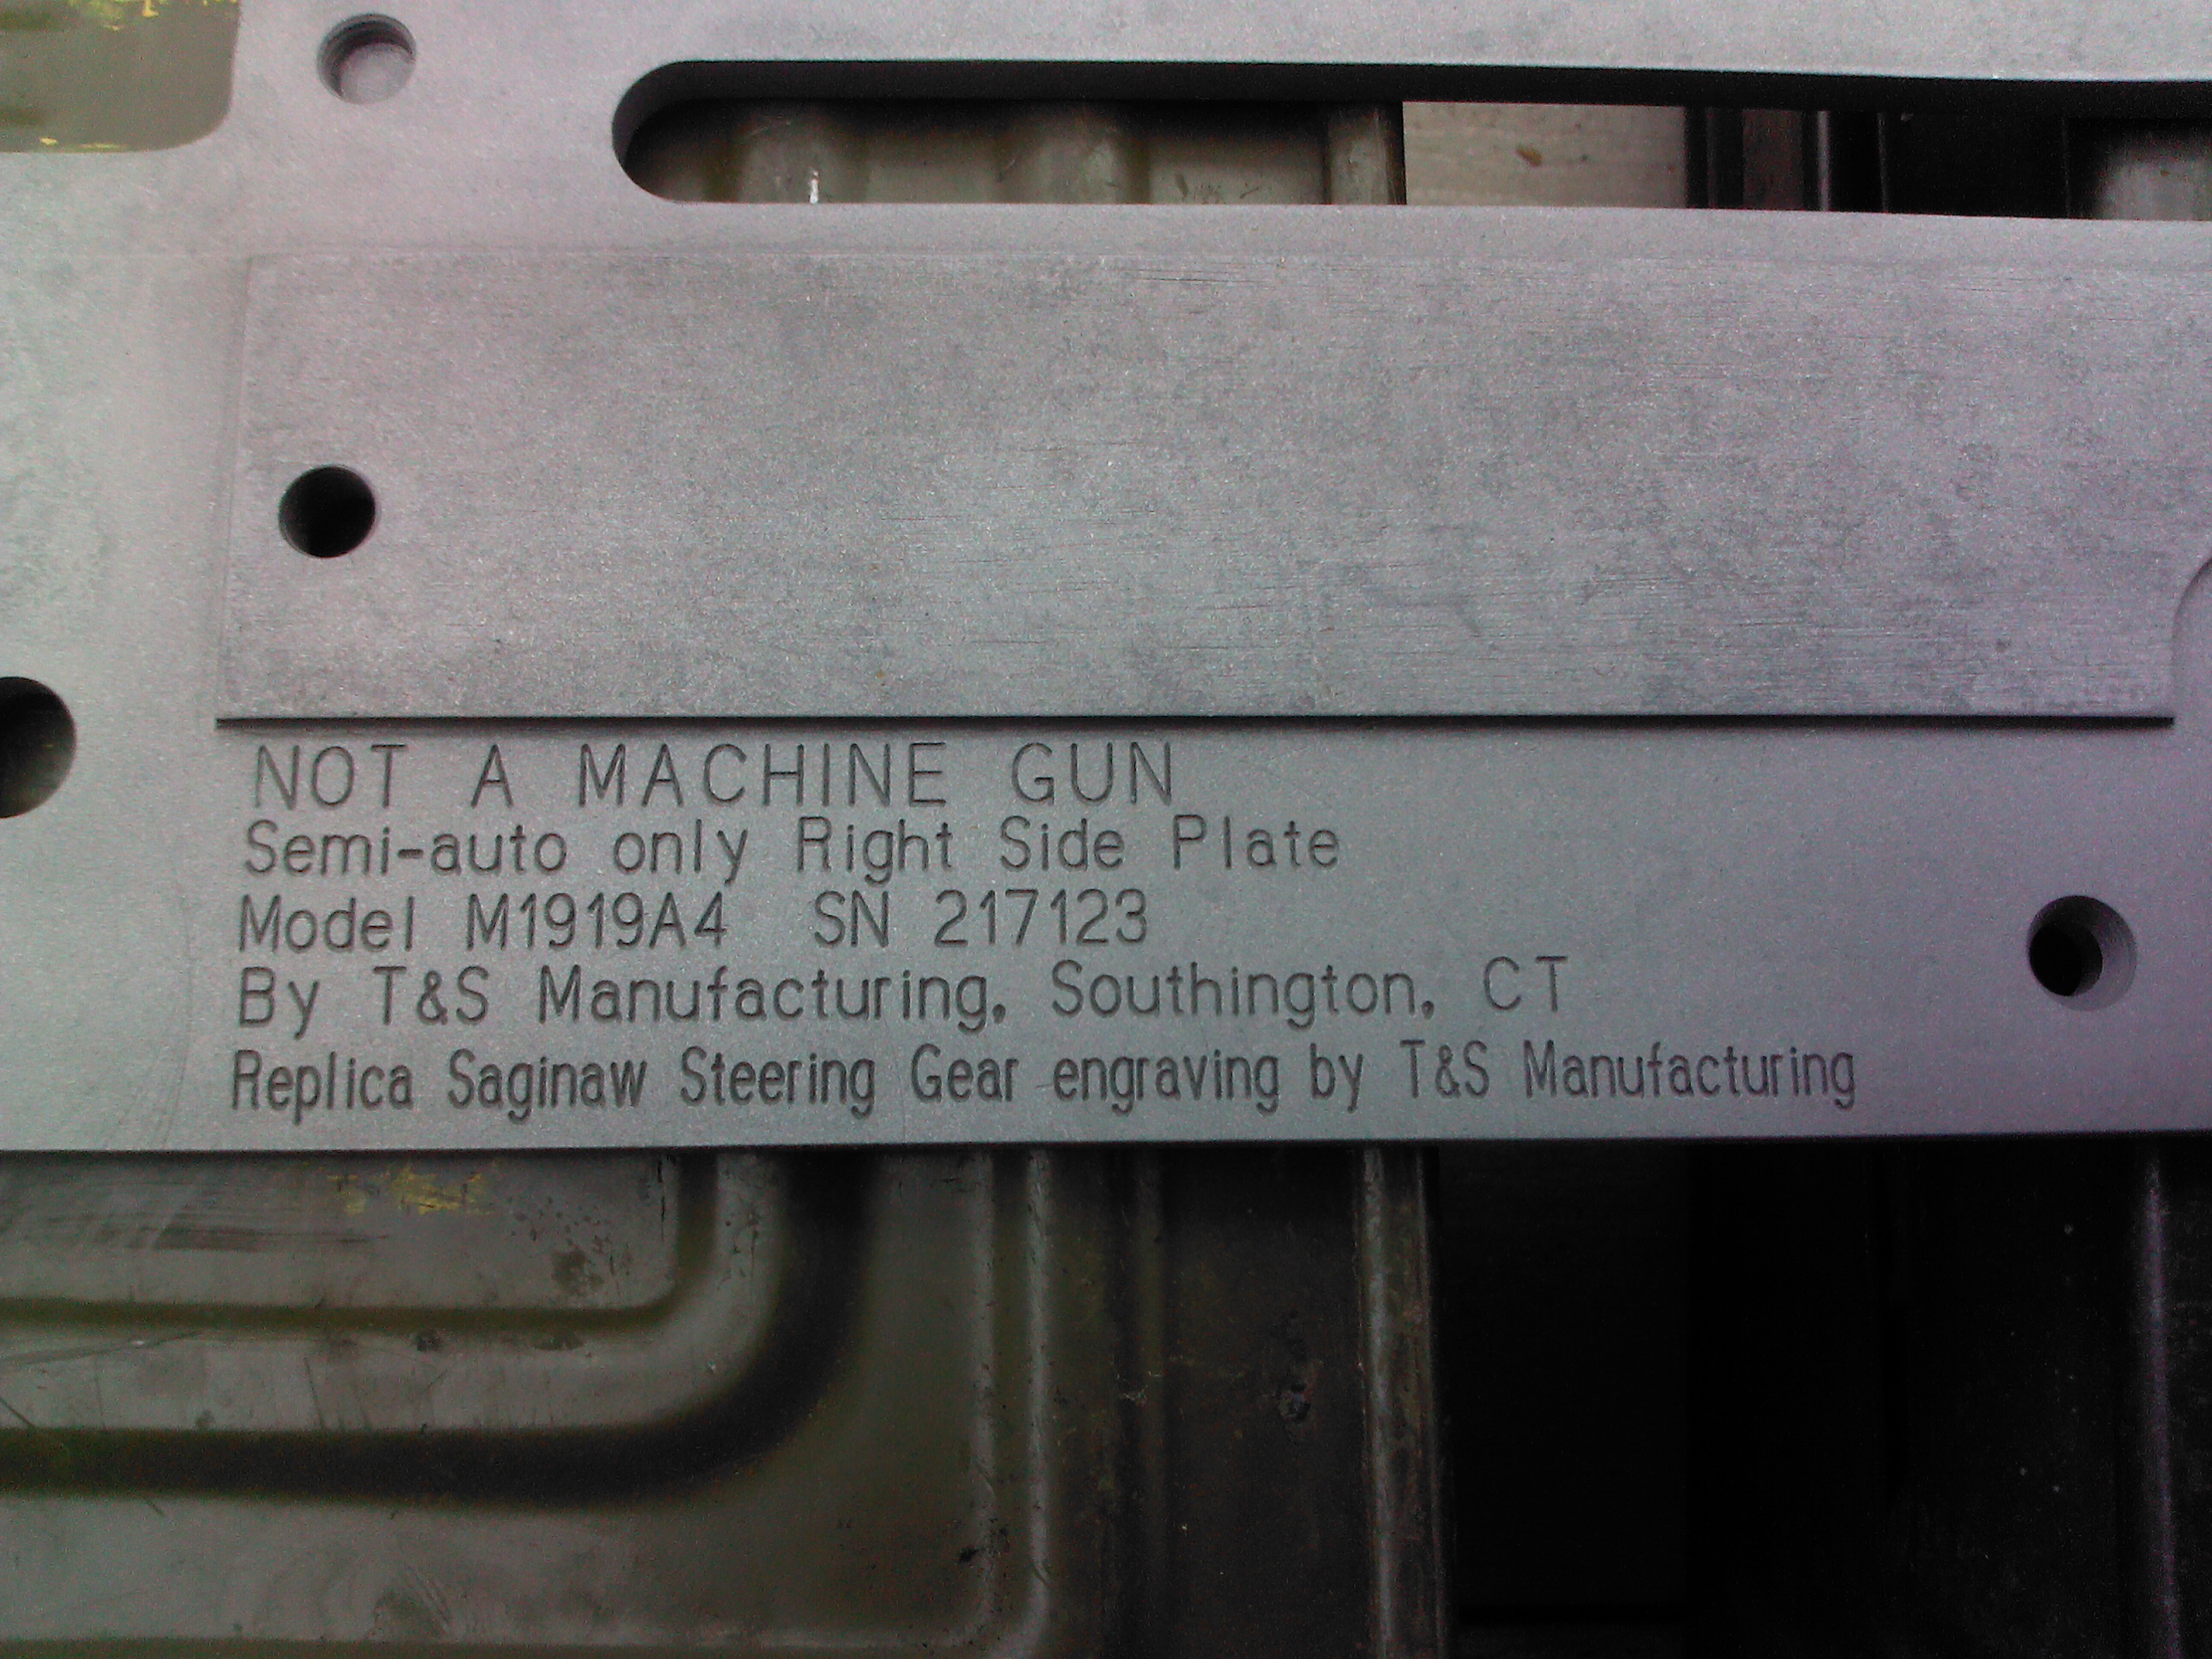 NOT A MACHINE GUN
Semi-auto only Right Side Plate
Model M1919A4 SN 217123
By T&S Manufacturing, Southington, CT
Replica Saginaw Steering Gear engraving by T&S Manufacturing